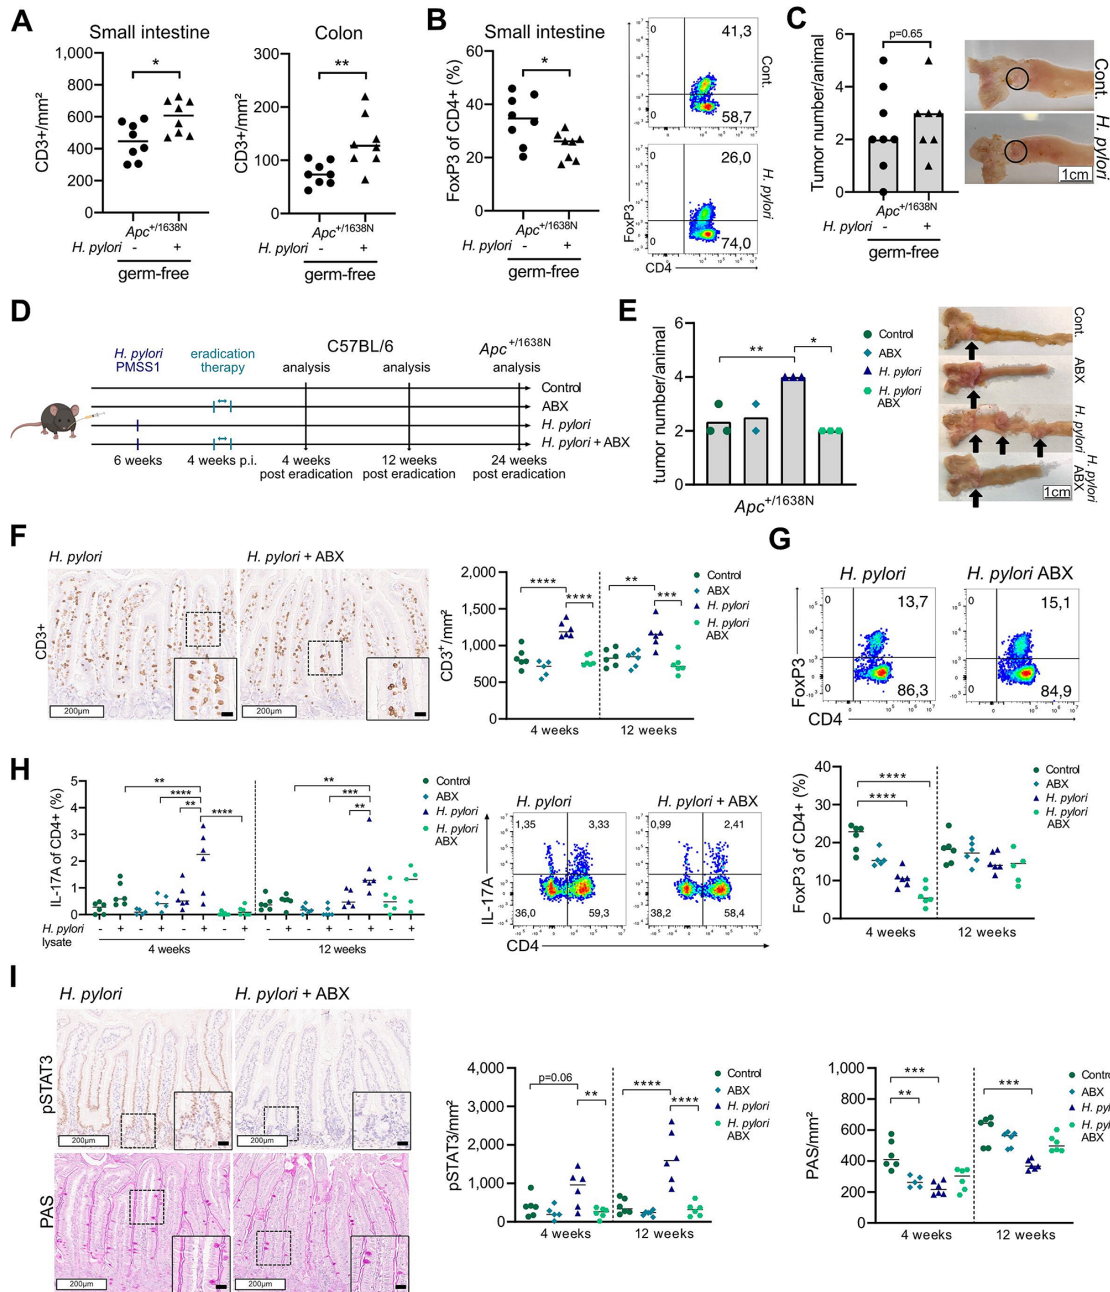 A
Small intestine
CD3+/mm²
1,000
800
600
400
200
0
*
Apc+/1638N
H. pylori - +
germ-free
Colon
CD3+/mm²
300
200
100
0
**
Apc+/1638N
H. pylori - +
germ-free
B
Small intestine
FoxP3 of CD4+ (%)
60
40
20
0
*
Apc+/1638N
H. pylori - +
germ-free
0 41,3
0 58,7
Cont.
0 26,0
0 74,0
H. pylori
FoxP3
CD4
C
Tumor number/animal
6
4
2
0
p=0.65
Apc+/1638N
H. pylori - +
germ-free
Cont.
H. pylori
1cm
D
H. pylori
PMSS1
eradication
therapy
C57BL/6
analysis
analysis
Apc+/1638N
analysis
Control
ABX
H. pylori
H. pylori + ABX
6 weeks
4 weeks p.i.
4 weeks
post eradication
12 weeks
post eradication
24 weeks
post eradication
E
tumor number/animal
6
4
2
0
**
*
Apc+/1638N
Control
ABX
H. pylori
H. pylori
ABX
Cont.
ABX
H. pylori
H. pylori
ABX
1cm
F
H. pylori
H. pylori + ABX
CD3+
200µm
200µm
CD3+/mm²
2,000
1,500
1,000
500
0
****
****
**
***
4 weeks
12 weeks
Control
ABX
H. pylori
H. pylori
ABX
G
H. pylori
H. pylori ABX
0 13,7
0 86,3
0 15,1
0 84,9
FoxP3
CD4
FoxP3 of CD4+ (%)
40
30
20
10
0
****
****
4 weeks
12 weeks
Control
ABX
H. pylori
H. pylori
ABX
H
IL-17A of CD4+ (%)
5
4
3
2
1
0
**
****
**
****
**
***
**
H. pylori
lysate
- + - + - + - + - + - + - + - +
4 weeks
12 weeks
Control
ABX
H. pylori
H. pylori
ABX
H. pylori
H. pylori + ABX
1,35 3,33
36,0 59,3
0,99 2,41
38,2 58,4
IL-17A
CD4
I
H. pylori
H. pylori + ABX
pSTAT3
200µm
200µm
PAS
200µm
200µm
pSTAT3/mm²
4,000
3,000
2,000
1,000
0
p=0.06
**
****
****
4 weeks
12 weeks
Control
ABX
H. pylori
H. pylori
ABX
PAS/mm²
1,000
800
600
400
200
0
***
**
***
4 weeks
12 weeks
Contro
ABX
H. pylo
H. pylo
ABX